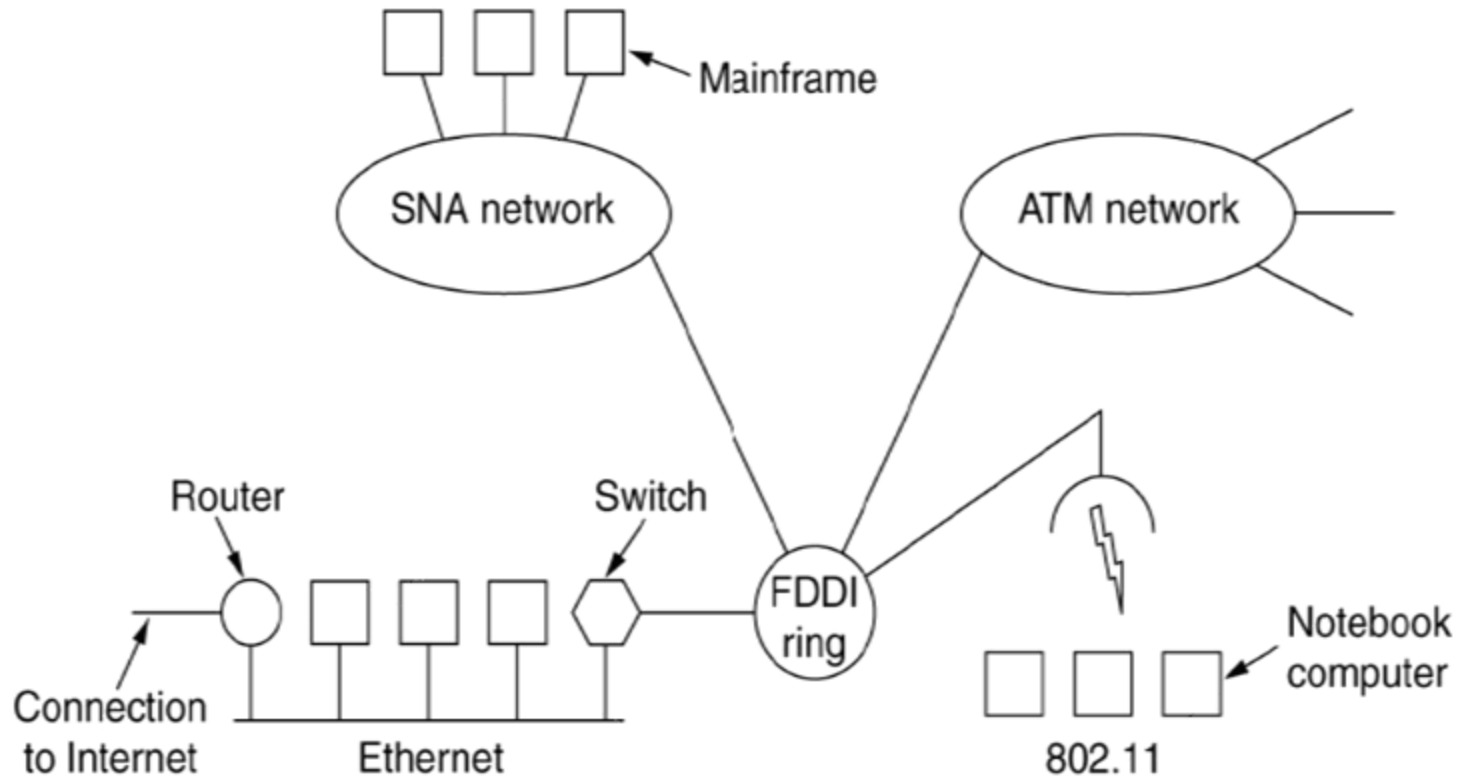 Mainframe
SNA network
ATM network
Router
Switch
FDDI
ring
Notebook
computer
Connection
to Internet
Ethernet
802.11